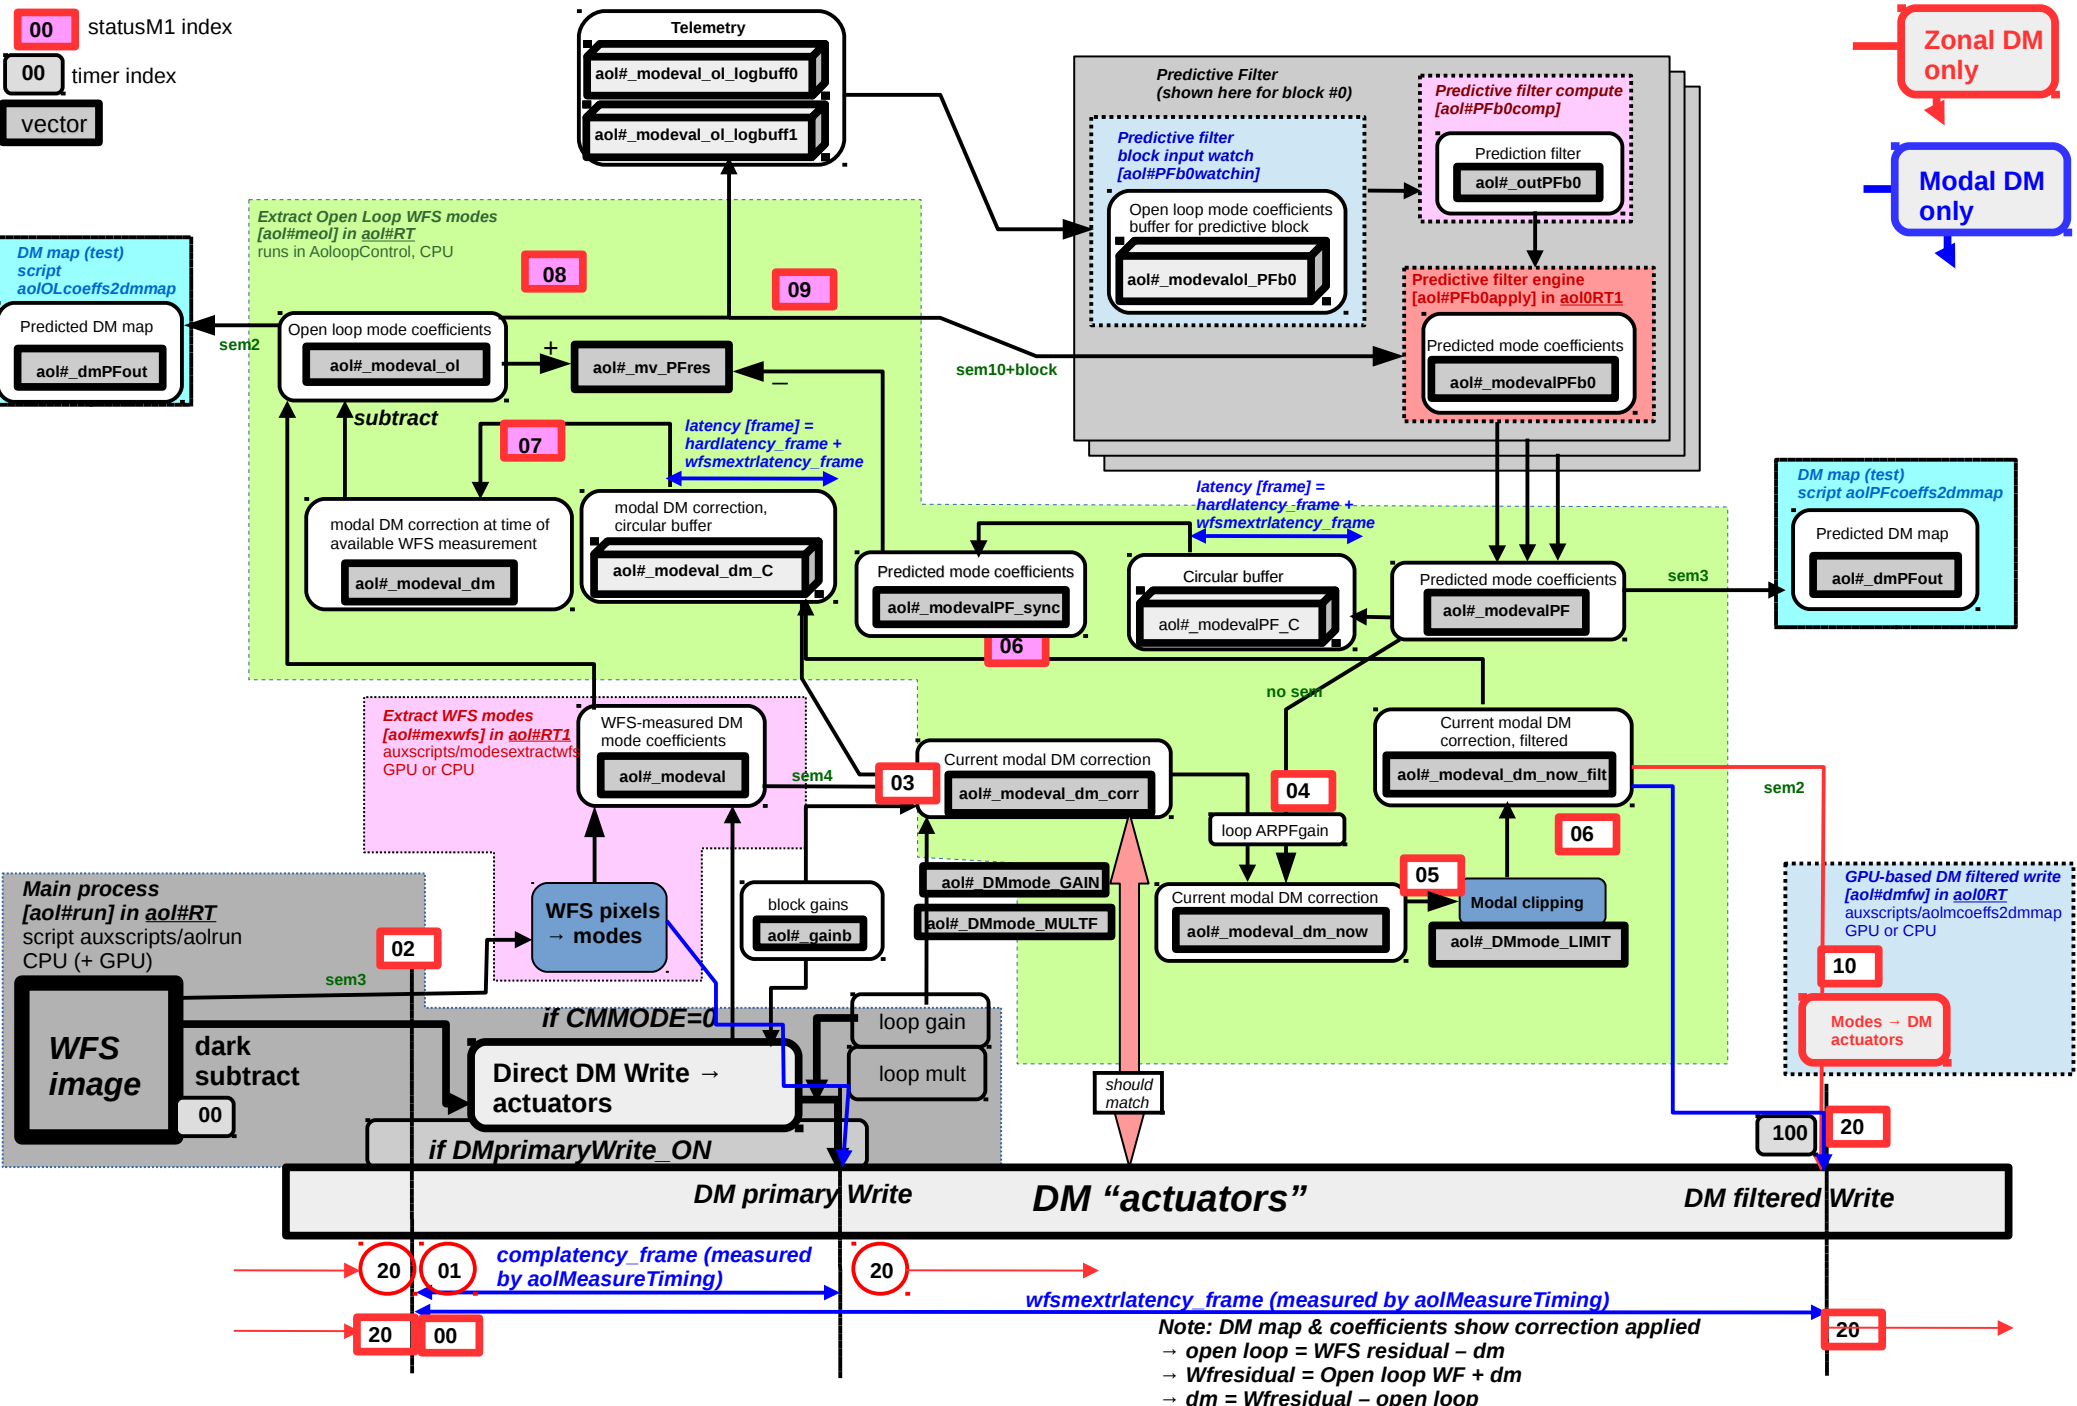 00
statusM1 index
00
timer index
vector
Telemetry
aol#_modeval_ol_logbuff0
aol#_modeval_ol_logbuff1
Zonal DM
only
Modal DM
only
Predictive Filter
(shown here for block #0)
Predictive filter
block input watch
[aol#PFb0watchin]
Open loop mode coefficients
buffer for predictive block
aol#_modevalol_PFb0
Predictive filter compute
[aol#PFb0comp]
Prediction filter
aol#_outPFb0
Predictive filter engine
[aol#PFb0apply] in aol0RT1
Predicted mode coefficients
aol#_modevalPFb0
Extract Open Loop WFS modes
[aol#meol] in aol#RT
runs in AoloopControl, CPU
08
09
DM map (test)
script
aolOLcoeffs2dmmap
Predicted DM map
aol#_dmPFout
sem2
Open loop mode coefficients
aol#_modeval_ol
+
aol#_mv_PFres
_
sem10+block
subtract
07
latency [frame] =
hardlatency_frame +
wfsmextrlatency_frame
modal DM correction at time of
available WFS measurement
aol#_modeval_dm
modal DM correction,
circular buffer
aol#_modeval_dm_C
latency [frame] =
hardlatency_frame +
wfsmextrlatency_frame
Predicted mode coefficients
aol#_modevalPF_sync
06
Circular buffer
aol#_modevalPF_C
Predicted mode coefficients
aol#_modevalPF
sem3
DM map (test)
script aolPFcoeffs2dmmap
Predicted DM map
aol#_dmPFout
no sem
Extract WFS modes
[aol#mexwfs] in aol#RT1
auxscripts/modesextractwfs
GPU or CPU
WFS-measured DM
mode coefficients
aol#_modeval
sem4
03
Current modal DM correction
aol#_modeval_dm_corr
04
loop ARPFgain
Current modal DM
correction, filtered
aol#_modeval_dm_now_filt
sem2
06
05
Modal clipping
aol#_DMmode_LIMIT
Current modal DM correction
aol#_modeval_dm_now
aol#_DMmode_GAIN
aol#_DMmode_MULTF
block gains
aol#_gainb
WFS pixels
→ modes
Main process
[aol#run] in aol#RT
script auxscripts/aolrun
CPU (+ GPU)
02
sem3
WFS
image
dark
subtract
00
if CMMODE=0
Direct DM Write →
actuators
loop gain
loop mult
if DMprimaryWrite_ON
should
match
GPU-based DM filtered write
[aol#dmfw] in aol0RT
auxscripts/aolmcoeffs2dmmap
GPU or CPU
10
Modes → DM
actuators
100
20
DM primary Write
DM “actuators”
DM filtered Write
20
01
complatency_frame (measured
by aolMeasureTiming)
20
wfsmextrlatency_frame (measured by aolMeasureTiming)
20
00
20
Note: DM map & coefficients show correction applied
→ open loop = WFS residual – dm
→ Wfresidual = Open loop WF + dm
→ dm = Wfresidual – open loop